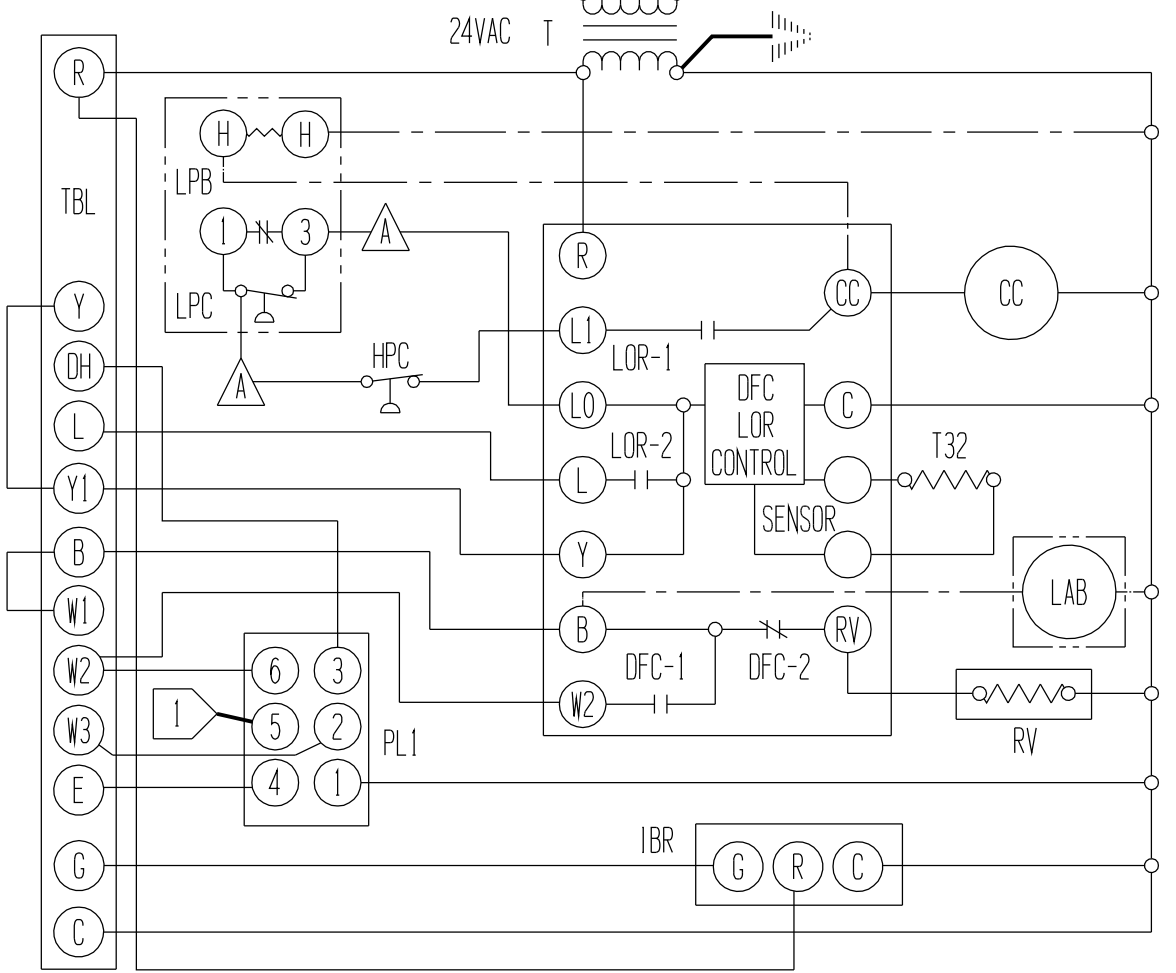 24VAC T
R
H H
LPB
TBL
1 3 A
R
LPC
CC CC
Y
L1
LOR-1
HPC
DH
A
DFC
LOR
CONTROL
LO
C
L
LOR-2
T32
Y1
L
SENSOR
B
Y
LAB
W1
B
RV
W2
6 3
DFC-1 DFC-2
1
5 2
W2
W3
PL1
RV
E
4 1
IBR
G
G R C
C